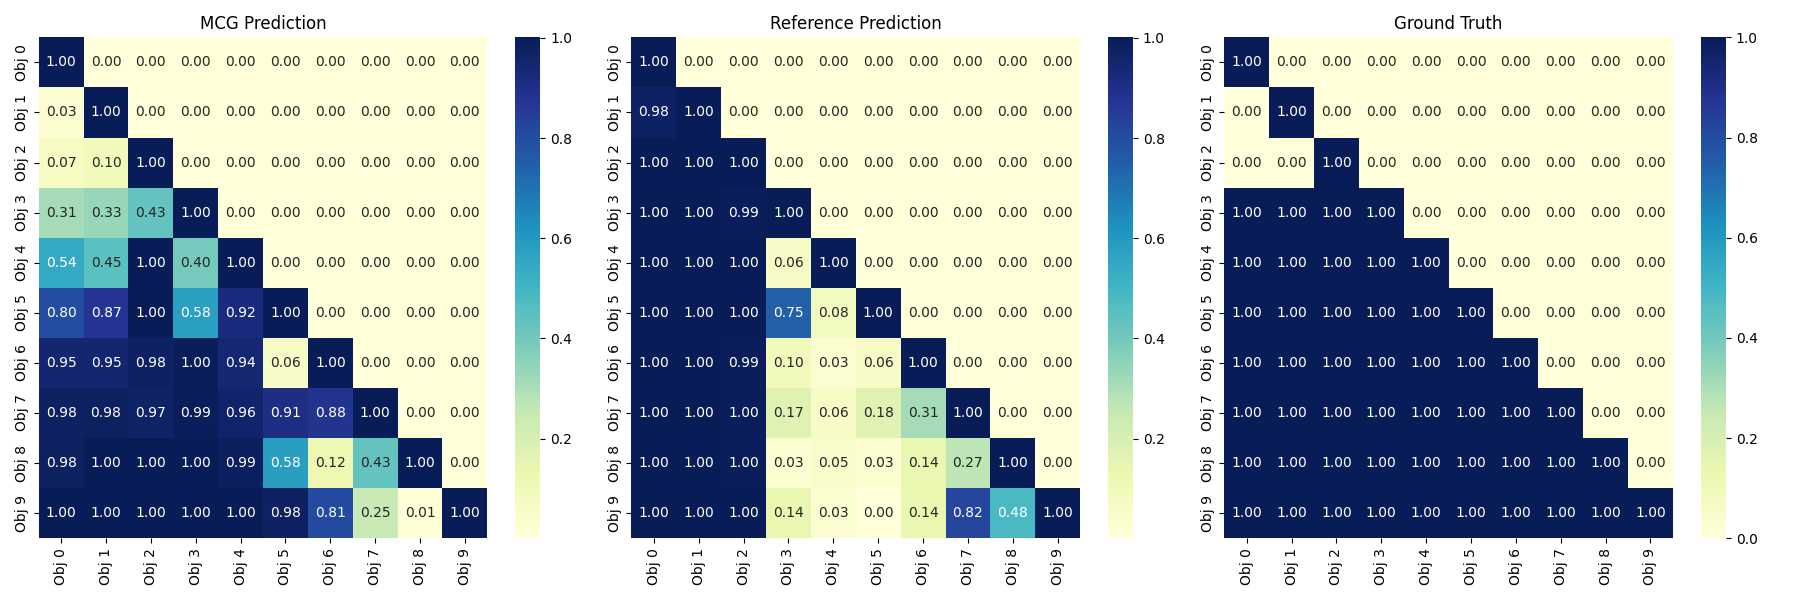 MCG Prediction
Obj 0 1.00 0.00 0.00 0.00 0.00 0.00 0.00 0.00 0.00 0.00
Obj 1 0.03 1.00 0.00 0.00 0.00 0.00 0.00 0.00 0.00 0.00
Obj 2 0.07 0.10 1.00 0.00 0.00 0.00 0.00 0.00 0.00 0.00
Obj 3 0.31 0.33 0.43 1.00 0.00 0.00 0.00 0.00 0.00 0.00
Obj 4 0.54 0.45 1.00 0.40 1.00 0.00 0.00 0.00 0.00 0.00
Obj 5 0.80 0.87 1.00 0.58 0.92 1.00 0.00 0.00 0.00 0.00
Obj 6 0.95 0.95 0.98 1.00 0.94 0.06 1.00 0.00 0.00 0.00
Obj 7 0.98 0.98 0.97 0.99 0.96 0.91 0.88 1.00 0.00 0.00
Obj 8 0.98 1.00 1.00 1.00 0.99 0.58 0.12 0.43 1.00 0.00
Obj 9 1.00 1.00 1.00 1.00 1.00 0.98 0.81 0.25 0.01 1.00
Obj 0 Obj 1 Obj 2 Obj 3 Obj 4 Obj 5 Obj 6 Obj 7 Obj 8 Obj 9
1.0
0.8
0.6
0.4
0.2
Reference Prediction
Obj 0 1.00 0.00 0.00 0.00 0.00 0.00 0.00 0.00 0.00 0.00
Obj 1 0.98 1.00 0.00 0.00 0.00 0.00 0.00 0.00 0.00 0.00
Obj 2 1.00 1.00 1.00 0.00 0.00 0.00 0.00 0.00 0.00 0.00
Obj 3 1.00 1.00 0.99 1.00 0.00 0.00 0.00 0.00 0.00 0.00
Obj 4 1.00 1.00 1.00 0.06 1.00 0.00 0.00 0.00 0.00 0.00
Obj 5 1.00 1.00 1.00 0.75 0.08 1.00 0.00 0.00 0.00 0.00
Obj 6 1.00 1.00 0.99 0.10 0.03 0.06 1.00 0.00 0.00 0.00
Obj 7 1.00 1.00 1.00 0.17 0.06 0.18 0.31 1.00 0.00 0.00
Obj 8 1.00 1.00 1.00 0.03 0.05 0.03 0.14 0.27 1.00 0.00
Obj 9 1.00 1.00 1.00 0.14 0.03 0.00 0.14 0.82 0.48 1.00
Obj 0 Obj 1 Obj 2 Obj 3 Obj 4 Obj 5 Obj 6 Obj 7 Obj 8 Obj 9
1.0
0.8
0.6
0.4
0.2
Ground Truth
Obj 0 1.00 0.00 0.00 0.00 0.00 0.00 0.00 0.00 0.00 0.00
Obj 1 0.00 1.00 0.00 0.00 0.00 0.00 0.00 0.00 0.00 0.00
Obj 2 0.00 0.00 1.00 0.00 0.00 0.00 0.00 0.00 0.00 0.00
Obj 3 1.00 1.00 1.00 1.00 0.00 0.00 0.00 0.00 0.00 0.00
Obj 4 1.00 1.00 1.00 1.00 1.00 0.00 0.00 0.00 0.00 0.00
Obj 5 1.00 1.00 1.00 1.00 1.00 1.00 0.00 0.00 0.00 0.00
Obj 6 1.00 1.00 1.00 1.00 1.00 1.00 1.00 0.00 0.00 0.00
Obj 7 1.00 1.00 1.00 1.00 1.00 1.00 1.00 1.00 0.00 0.00
Obj 8 1.00 1.00 1.00 1.00 1.00 1.00 1.00 1.00 1.00 0.00
Obj 9 1.00 1.00 1.00 1.00 1.00 1.00 1.00 1.00 1.00 1.00
Obj 0 Obj 1 Obj 2 Obj 3 Obj 4 Obj 5 Obj 6 Obj 7 Obj 8 Obj 9
1.0
0.8
0.6
0.4
0.2
0.0